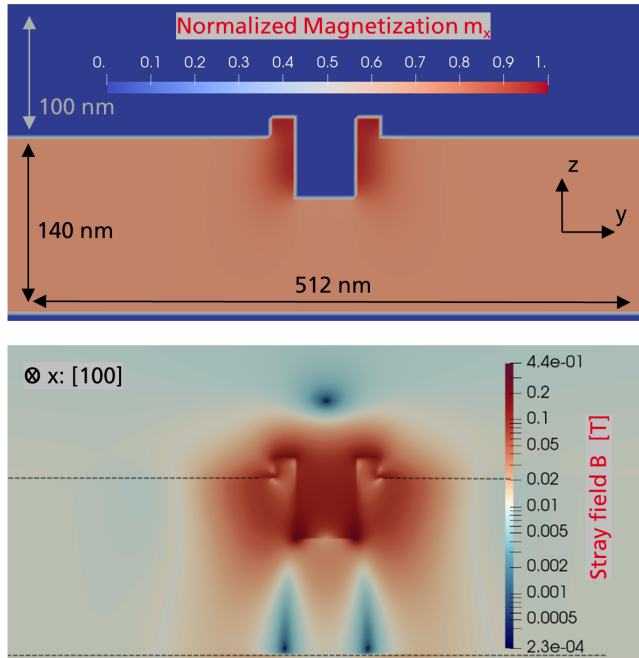 Normalized Magnetization mₓ
0. 0.1 0.2 0.3 0.4 0.5 0.6 0.7 0.8 0.9 1.
100 nm
140 nm
z
y
512 nm
⊗ x: [100]
4.4e-01
0.2
0.1
0.05
0.02
0.01
0.005
0.002
0.001
0.0005
2.3e-04
Stray field B [T]